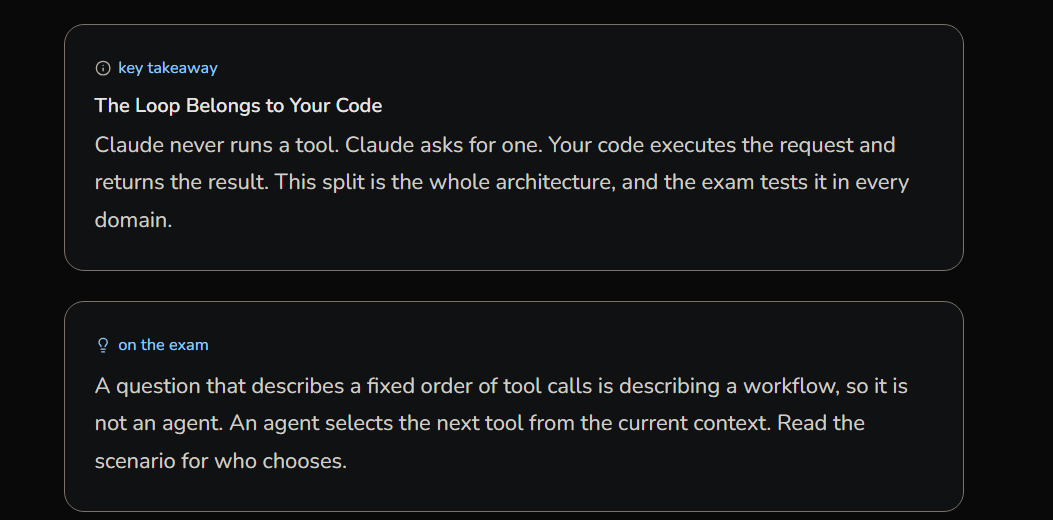 key takeaway
The Loop Belongs to Your Code
Claude never runs a tool. Claude asks for one. Your code executes the request and
returns the result. This split is the whole architecture, and the exam tests it in every
domain.
on the exam
A question that describes a fixed order of tool calls is describing a workflow, so it is
not an agent. An agent selects the next tool from the current context. Read the
scenario for who chooses.